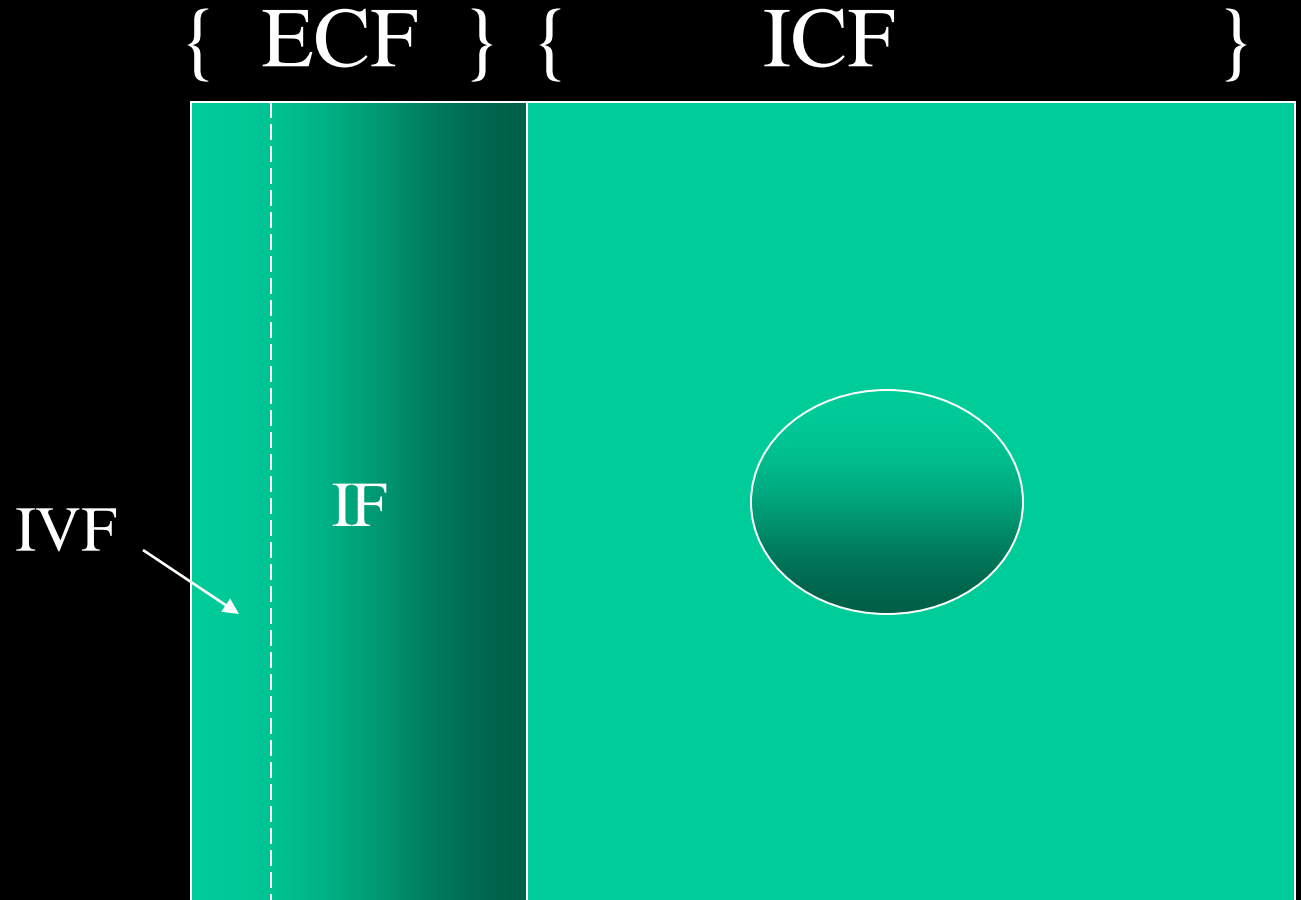 { ECF } { ICF }
IF
IVF